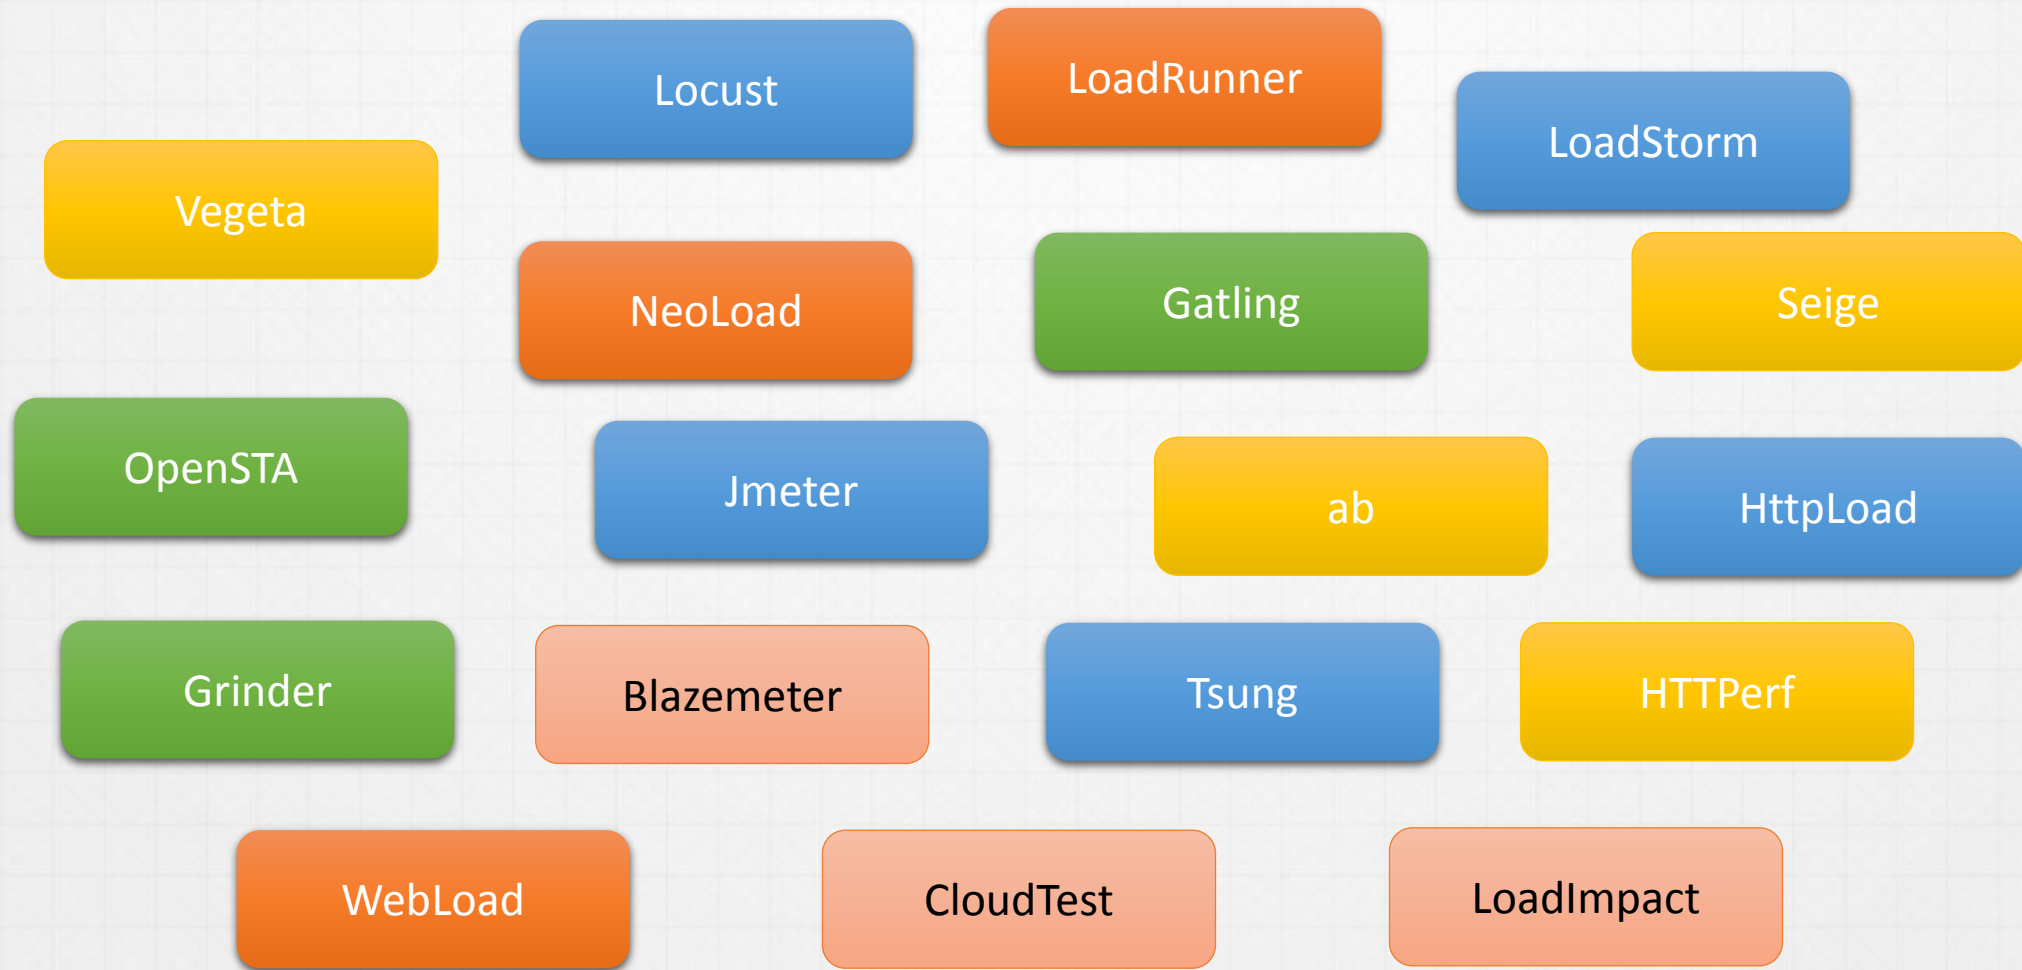 Locust
LoadRunner
LoadStorm
Vegeta
NeoLoad
Gatling
Seige
OpenSTA
Jmeter
ab
HttpLoad
Grinder
Blazemeter
Tsung
HTTPerf
WebLoad
CloudTest
LoadImpact